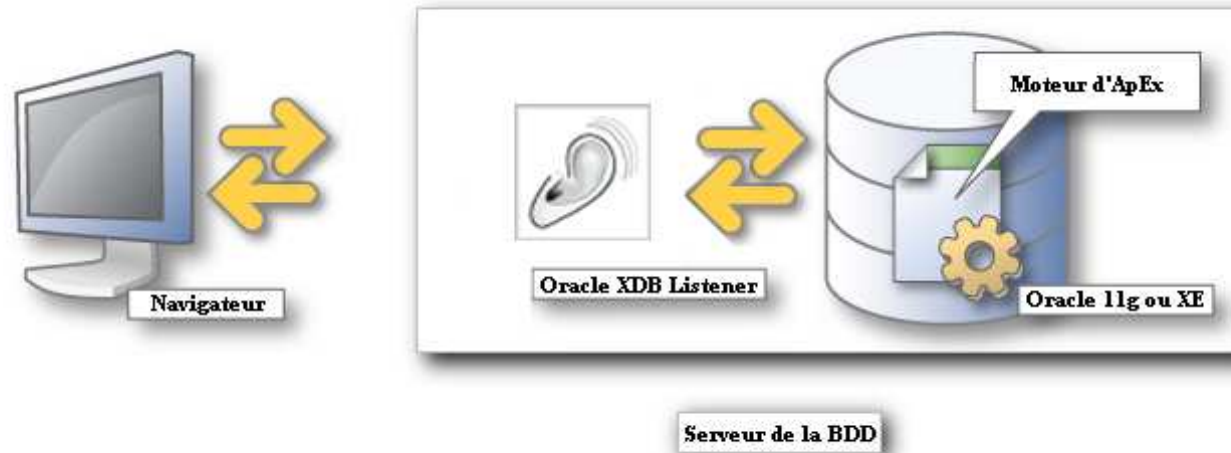 Moteur d'ApEx
Oracle XDB Listener
Navigateur
Oracle 11g ou XE
Serveur de la BDD